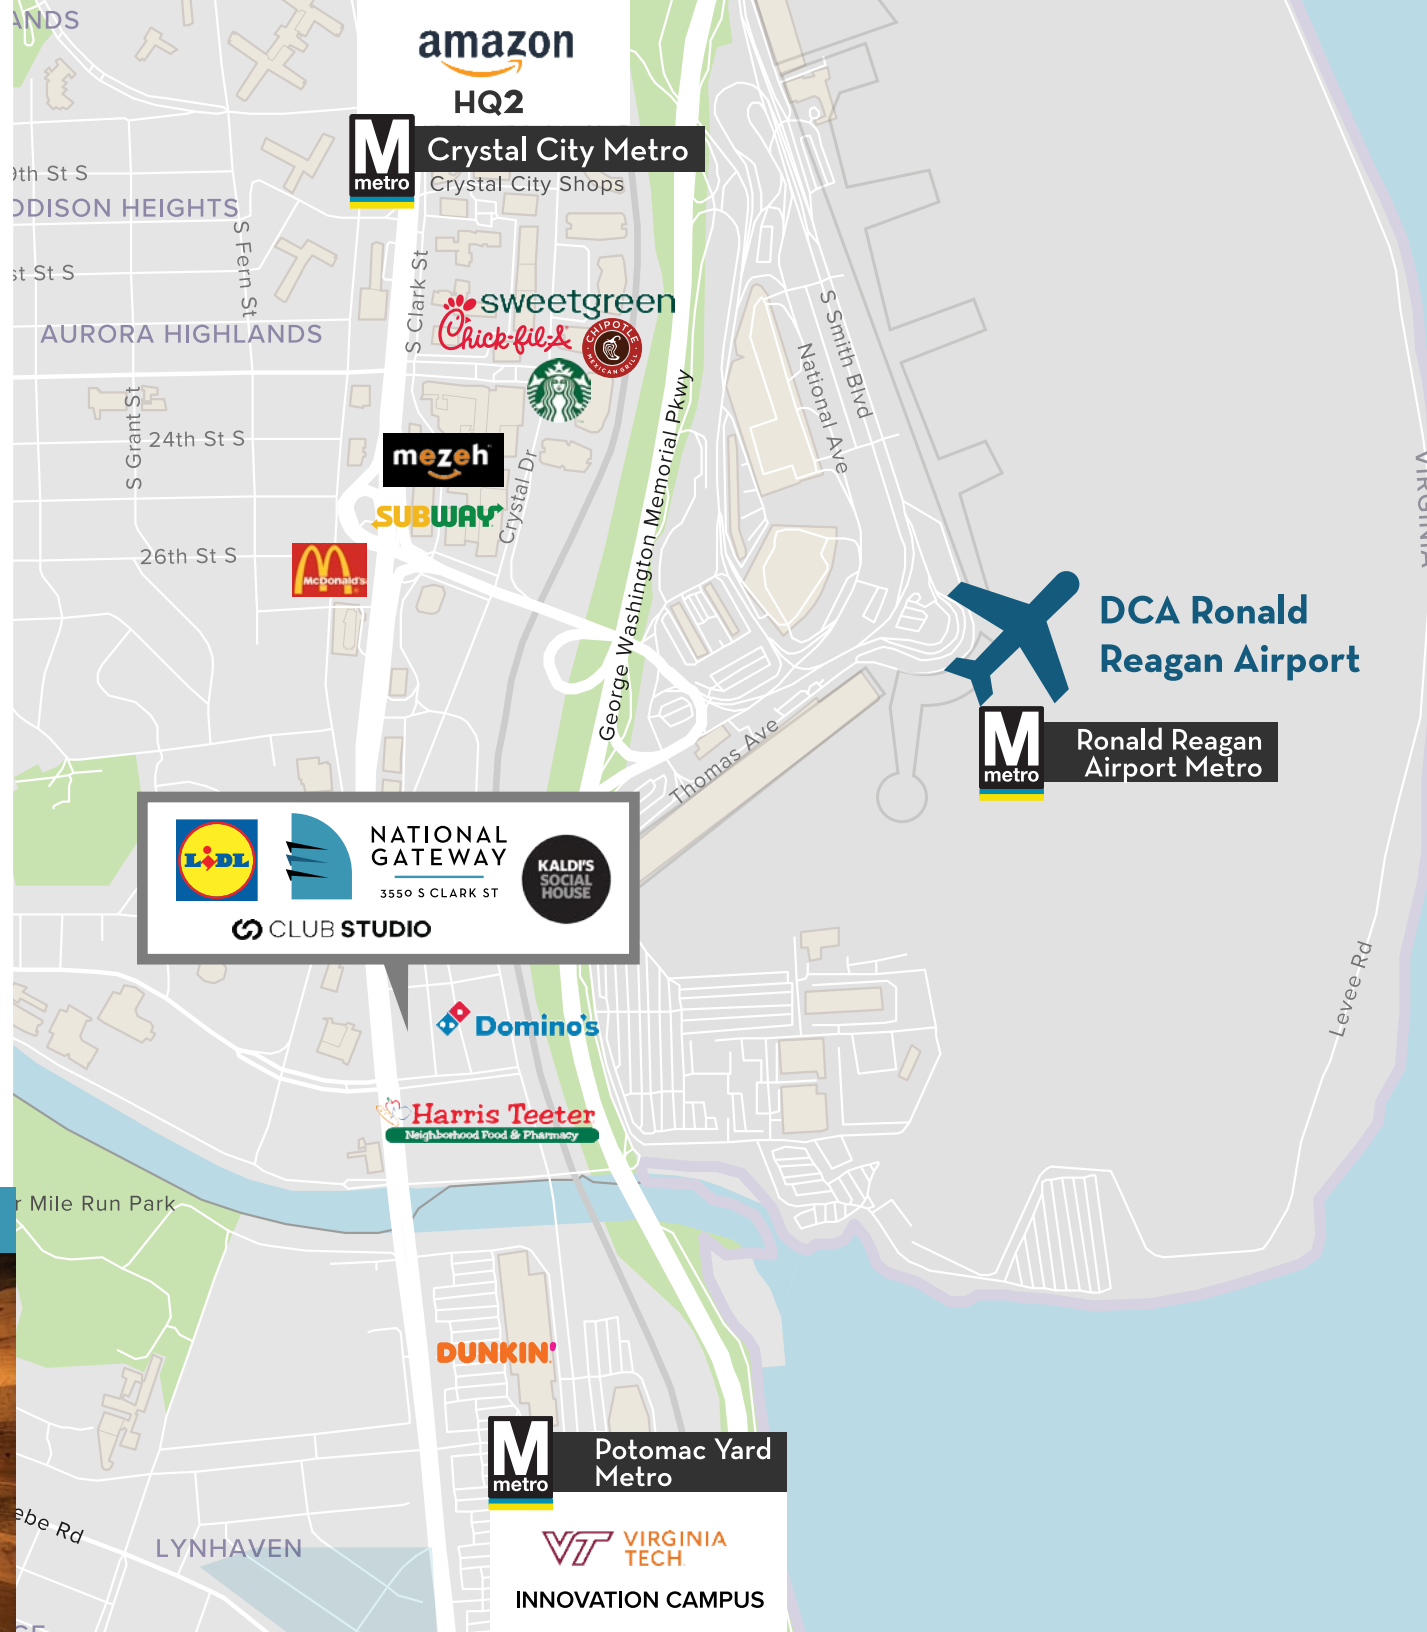 ANDS
amazon
HQ2
M
metro
Crystal City Metro
Crystal City Shops
9th St S
DDISON HEIGHTS
S Fern St
st St S
S Clark St
AURORA HIGHLANDS
sweetgreen
Chick-fil-A
CHIPOTLE
MEXICAN GRILL
S Smith Blvd
National Ave
S Grant St
24th St S
mezeh
Crystal Dr
SUBWAY
George Washington Memorial Pkwy
26th St S
McDonald's
VIRGINIA
DCA Ronald
Reagan Airport
M
metro
Ronald Reagan
Airport Metro
Thomas Ave
LiDL
NATIONAL
GATEWAY
3550 S CLARK ST
KALDI'S
SOCIAL
HOUSE
CLUB STUDIO
Levee Rd
Domino's
Harris Teeter
Neighborhood Food & Pharmacy
r Mile Run Park
DUNKIN'
M
metro
Potomac Yard
Metro
ebe Rd
LYNHAVEN
VT VIRGINIA
TECH
INNOVATION CAMPUS